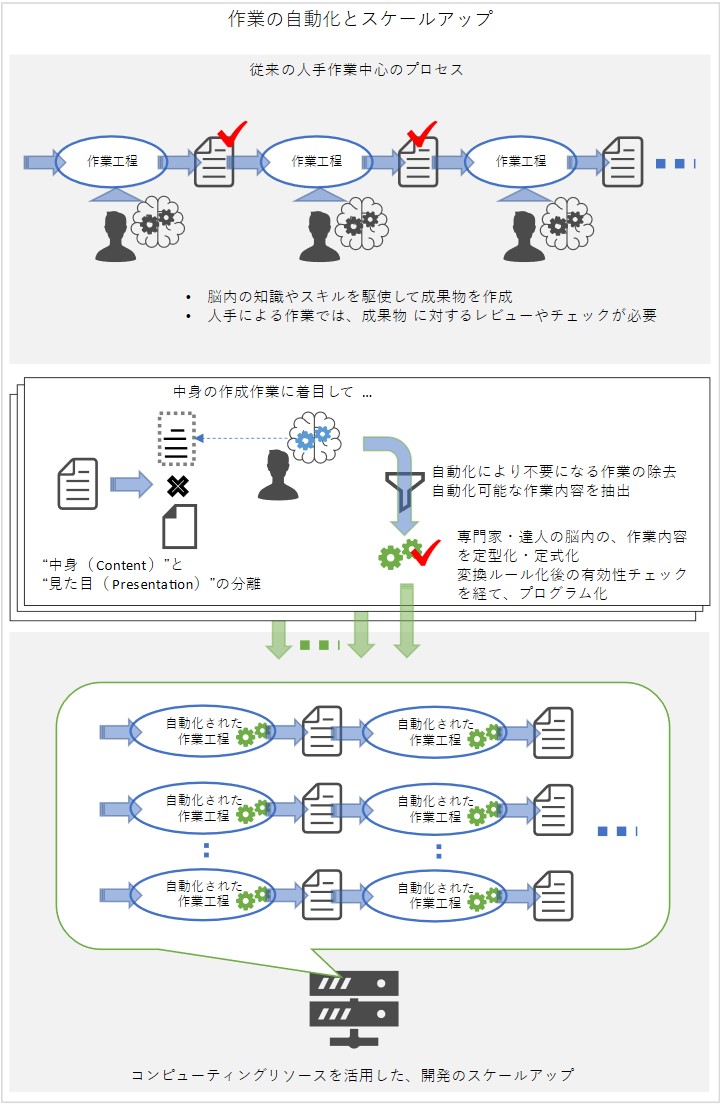 作業の自動化とスケールアップ
従来の人手作業中心のプロセス
作業工程
作業工程
作業工程
• 脳内の知識やスキルを駆使して成果物を作成
• 人手による作業では、成果物 に対するレビューやチェックが必要
中身の作成作業に着目して …
自動化により不要になる作業の除去
自動化可能な作業内容を抽出
専門家・達人の脳内の、作業内容
を定型化・定式化
変換ルール化後の有効性チェック
を経て、プログラム化
“中身（Content）”と
“見た目（Presentation）”の分離
自動化された
作業工程
自動化された
作業工程
自動化された
作業工程
自動化された
作業工程
自動化された
作業工程
自動化された
作業工程
コンピューティングリソースを活用した、開発のスケールアップ